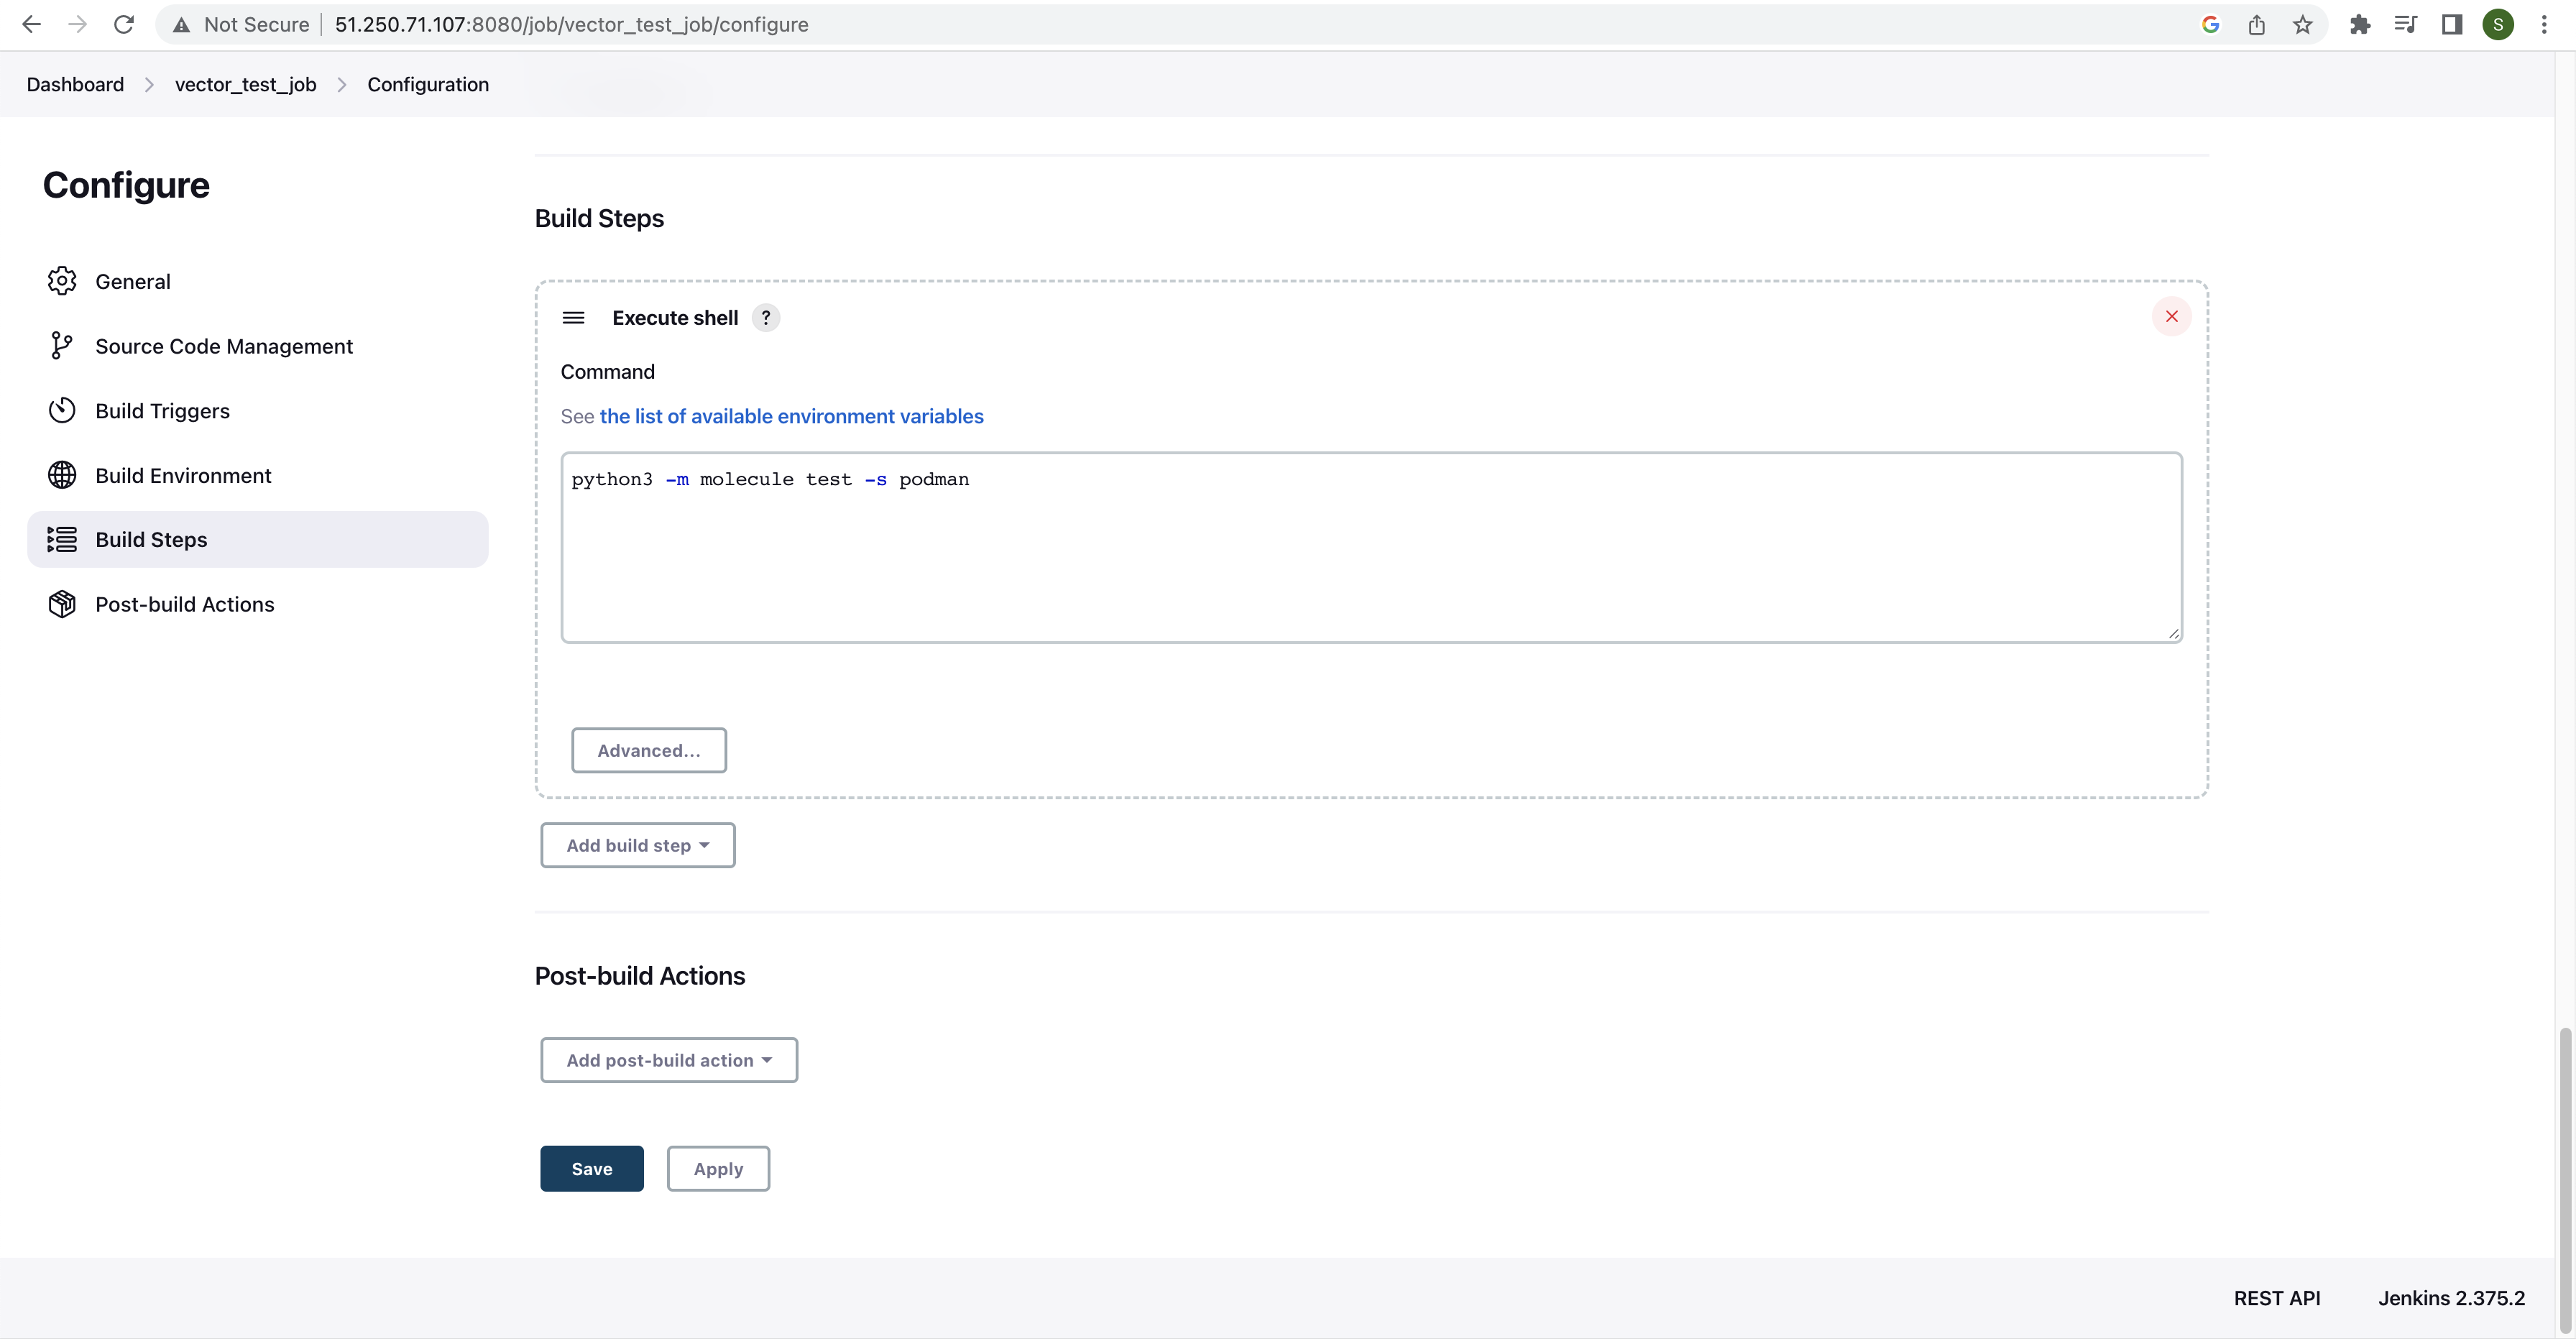 Not Secure | 51.250.71.107:8080/job/vector_test_job/configure
S
Dashboard > vector_test_job > Configuration
Configure
General
Source Code Management
Build Triggers
Build Environment
Build Steps
Post-build Actions
Build Steps
Execute shell ?
Command
See the list of available environment variables
python3 -m molecule test -s podman
Advanced...
Add build step
Post-build Actions
Add post-build action
Save Apply
REST API Jenkins 2.375.2